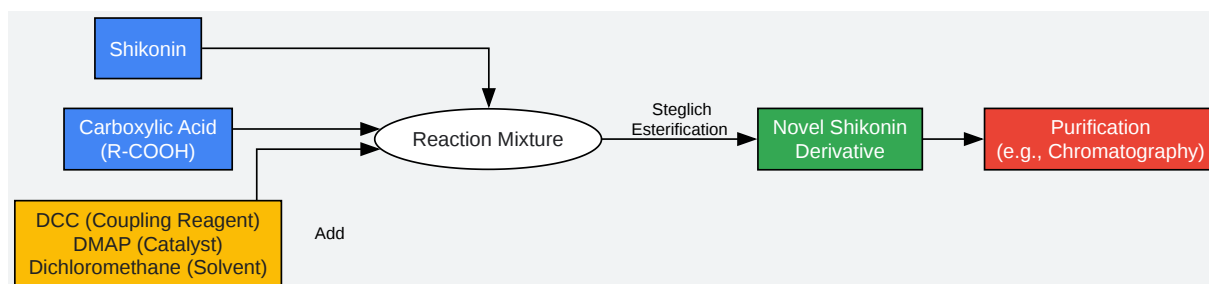 Shikonin
Carboxylic Acid
(R-COOH)
DCC (Coupling Reagent)
DMAP (Catalyst)
Dichloromethane (Solvent)
Add
Reaction Mixture
Steglich
Esterification
Novel Shikonin
Derivative
Purification
(e.g., Chromatography)